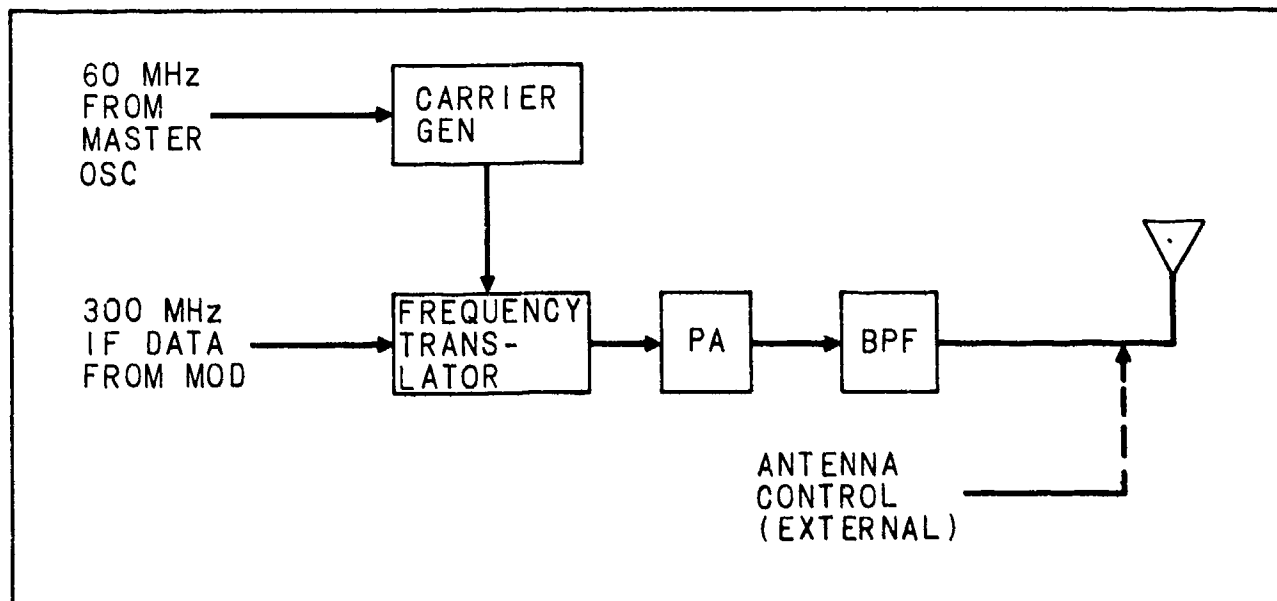 60 MHz
FROM
MASTER
OSC
CARRIER
GEN
300 MHz
IF DATA
FROM MOD
FREQUENCY
TRANS-
LATOR
PA
BPF
ANTENNA
CONTROL
(EXTERNAL)